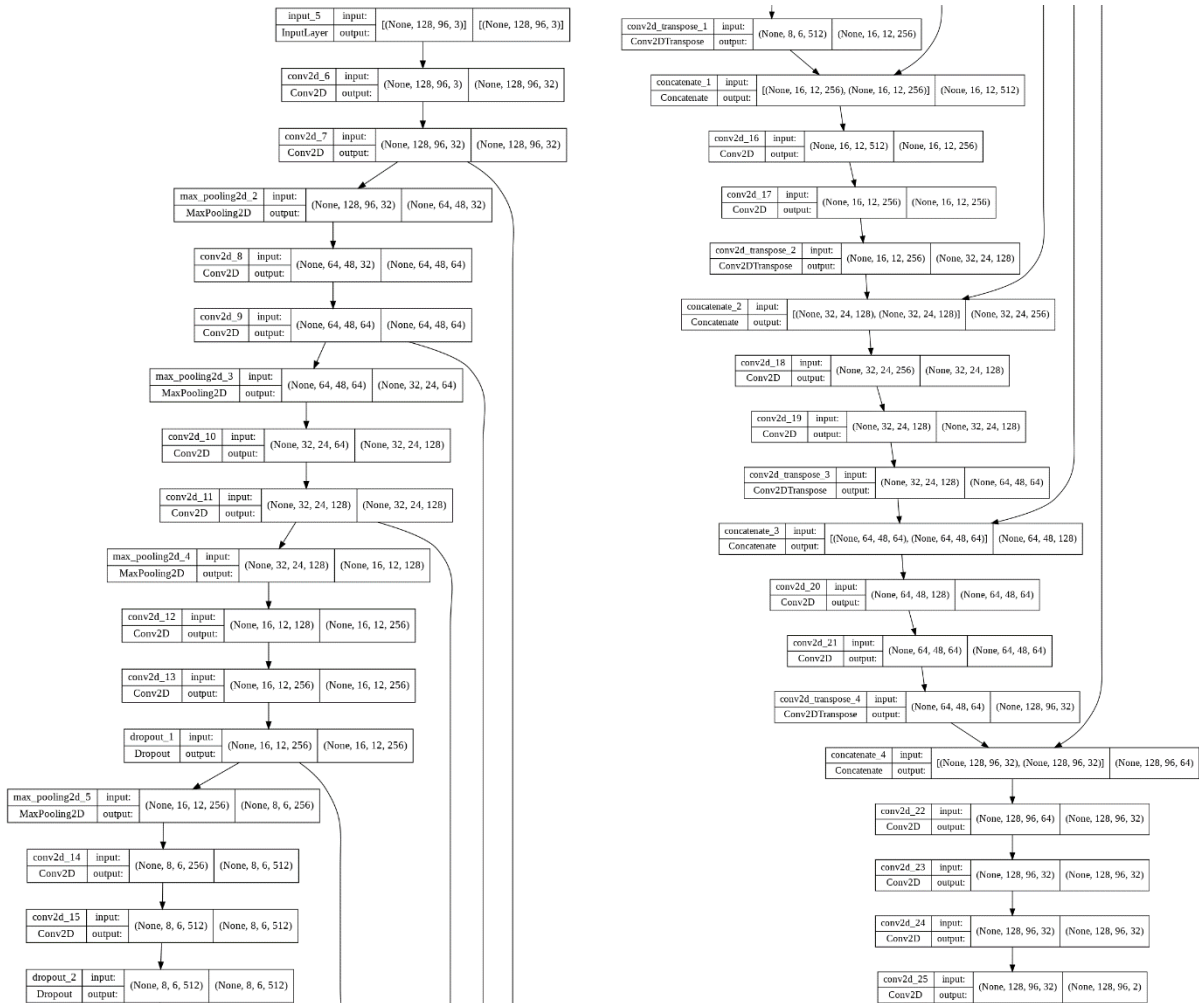 input_5 input: [(None, 128, 96, 3)] [(None, 128, 96, 3)]
InputLayer output:
conv2d_6 input: (None, 128, 96, 3) (None, 128, 96, 32)
Conv2D output:
conv2d_7 input: (None, 128, 96, 32) (None, 128, 96, 32)
Conv2D output:
max_pooling2d_2 input: (None, 128, 96, 32) (None, 64, 48, 32)
MaxPooling2D output:
conv2d_8 input: (None, 64, 48, 32) (None, 64, 48, 64)
Conv2D output:
conv2d_9 input: (None, 64, 48, 64) (None, 64, 48, 64)
Conv2D output:
max_pooling2d_3 input: (None, 64, 48, 64) (None, 32, 24, 64)
MaxPooling2D output:
conv2d_10 input: (None, 32, 24, 64) (None, 32, 24, 128)
Conv2D output:
conv2d_11 input: (None, 32, 24, 128) (None, 32, 24, 128)
Conv2D output:
max_pooling2d_4 input: (None, 32, 24, 128) (None, 16, 12, 128)
MaxPooling2D output:
conv2d_12 input: (None, 16, 12, 128) (None, 16, 12, 256)
Conv2D output:
conv2d_13 input: (None, 16, 12, 256) (None, 16, 12, 256)
Conv2D output:
dropout_1 input: (None, 16, 12, 256) (None, 16, 12, 256)
Dropout output:
max_pooling2d_5 input: (None, 16, 12, 256) (None, 8, 6, 256)
MaxPooling2D output:
conv2d_14 input: (None, 8, 6, 256) (None, 8, 6, 512)
Conv2D output:
conv2d_15 input: (None, 8, 6, 512) (None, 8, 6, 512)
Conv2D output:
dropout_2 input: (None, 8, 6, 512) (None, 8, 6, 512)
Dropout output:
conv2d_transpose_1 input: (None, 8, 6, 512) (None, 16, 12, 256)
Conv2DTranspose output:
concatenate_1 input: [(None, 16, 12, 256), (None, 16, 12, 256)] (None, 16, 12, 512)
Concatenate output:
conv2d_16 input: (None, 16, 12, 512) (None, 16, 12, 256)
Conv2D output:
conv2d_17 input: (None, 16, 12, 256) (None, 16, 12, 256)
Conv2D output:
conv2d_transpose_2 input: (None, 16, 12, 256) (None, 32, 24, 128)
Conv2DTranspose output:
concatenate_2 input: [(None, 32, 24, 128), (None, 32, 24, 128)] (None, 32, 24, 256)
Concatenate output:
conv2d_18 input: (None, 32, 24, 256) (None, 32, 24, 128)
Conv2D output:
conv2d_19 input: (None, 32, 24, 128) (None, 32, 24, 128)
Conv2D output:
conv2d_transpose_3 input: (None, 32, 24, 128) (None, 64, 48, 64)
Conv2DTranspose output:
concatenate_3 input: [(None, 64, 48, 64), (None, 64, 48, 64)] (None, 64, 48, 128)
Concatenate output:
conv2d_20 input: (None, 64, 48, 128) (None, 64, 48, 64)
Conv2D output:
conv2d_21 input: (None, 64, 48, 64) (None, 64, 48, 64)
Conv2D output:
conv2d_transpose_4 input: (None, 64, 48, 64) (None, 128, 96, 32)
Conv2DTranspose output:
concatenate_4 input: [(None, 128, 96, 32), (None, 128, 96, 32)] (None, 128, 96, 64)
Concatenate output:
conv2d_22 input: (None, 128, 96, 64) (None, 128, 96, 32)
Conv2D output:
conv2d_23 input: (None, 128, 96, 32) (None, 128, 96, 32)
Conv2D output:
conv2d_24 input: (None, 128, 96, 32) (None, 128, 96, 32)
Conv2D output:
conv2d_25 input: (None, 128, 96, 32) (None, 128, 96, 2)
Conv2D output: